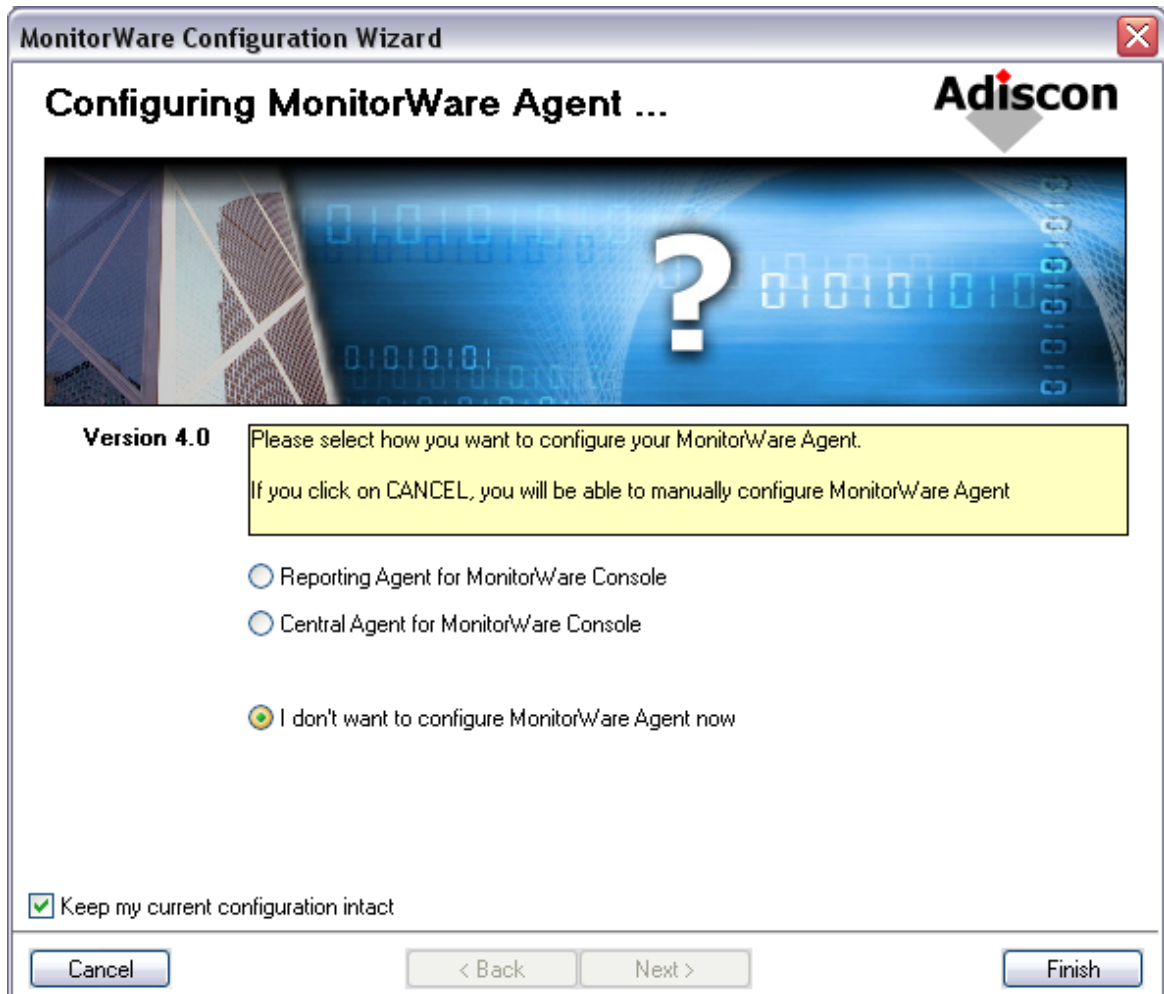 MonitorWare Configuration Wizard
Configuring MonitorWare Agent ...
Adiscon
01010101010
01010101
?
Version 4.0
Please select how you want to configure your MonitorWare Agent.
If you click on CANCEL, you will be able to manually configure MonitorWare Agent
Reporting Agent for MonitorWare Console
Central Agent for MonitorWare Console
I don't want to configure MonitorWare Agent now
Keep my current configuration intact
Cancel
< Back
Next >
Finish